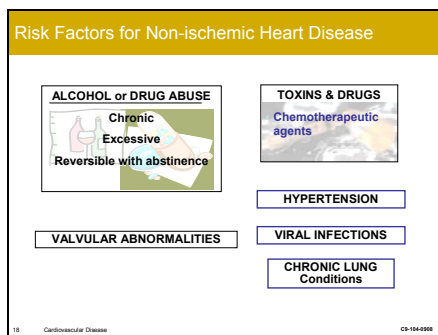 Risk Factors for Non-ischemic Heart Disease
ALCOHOL or DRUG ABUSE
Chronic
Excessive
Reversible with abstinence
TOXINS & DRUGS
Chemotherapeutic
agents
HYPERTENSION
VALVULAR ABNORMALITIES
VIRAL INFECTIONS
CHRONIC LUNG
Conditions
18 Cardiovascular Disease C9-104-0908